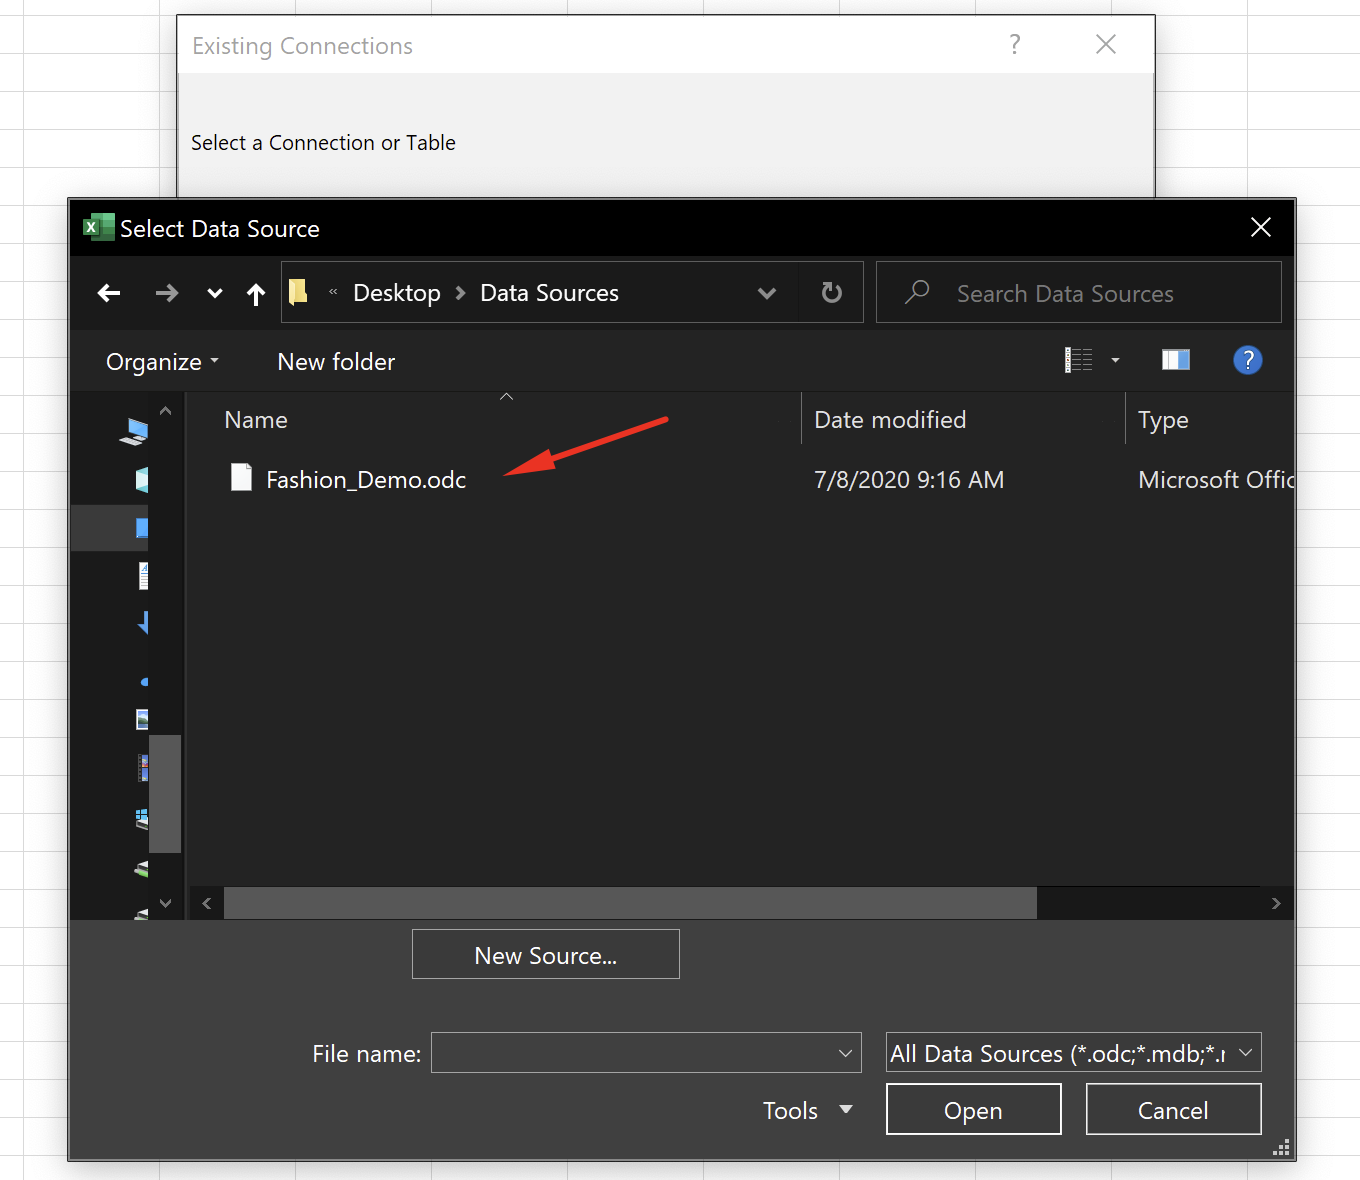 Existing Connections
?
Select a Connection or Table
Select Data Source
« Desktop > Data Sources
Search Data Sources
Organize
New folder
?
Name
Date modified
Type
Fashion_Demo.odc
7/8/2020 9:16 AM
Microsoft Offic
New Source...
File name:
All Data Sources (*.odc;*.mdb;*.
Tools
Open
Cancel